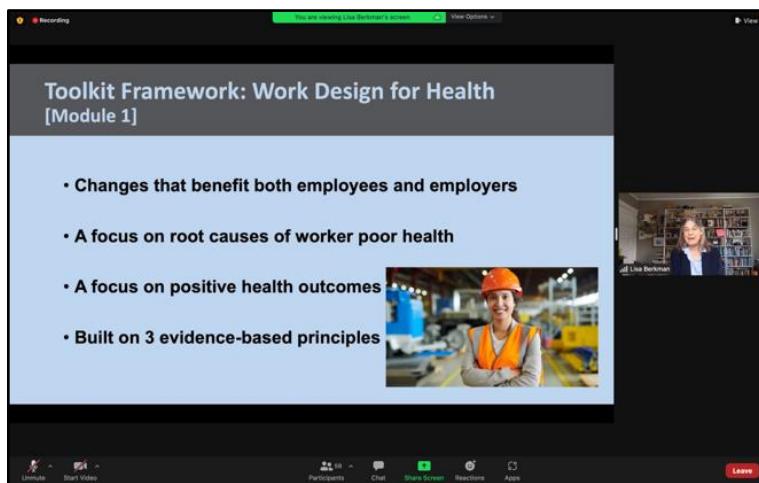 Recording
You are viewing Lisa Berkman's screen
View Options
View
Toolkit Framework: Work Design for Health
[Module 1]
• Changes that benefit both employees and employers
• A focus on root causes of worker poor health
• A focus on positive health outcomes
• Built on 3 evidence-based principles
Lisa Berkman
Unmute
Start Video
Participants
Chat
Share Screen
Reactions
Apps
Leave